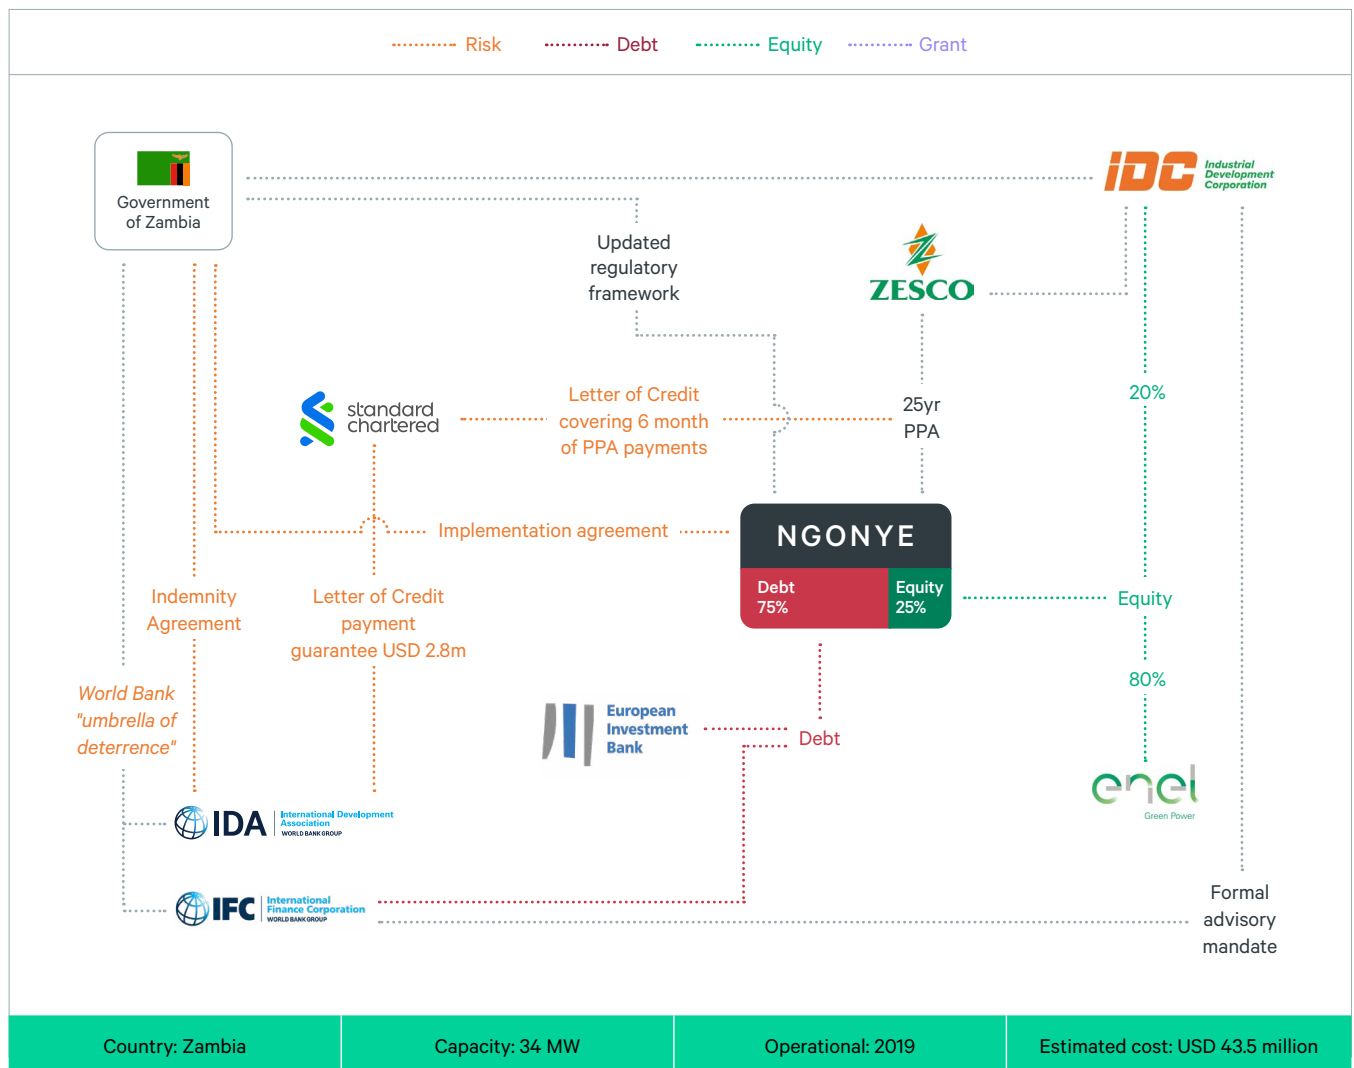 Risk
Debt
Equity
Grant
Government
of Zambia
IDC
Industrial
Development
Corporation
Updated
regulatory
framework
ZESCO
20%
standard
chartered
Letter of Credit
covering 6 month
of PPA payments
25yr
PPA
NGONYE
Implementation agreement
Debt
75%
Equity
25%
Equity
Indemnity
Agreement
Letter of Credit
payment
guarantee USD 2.8m
80%
World Bank
"umbrella of
deterrence"
European
Investment
Bank
Debt
enel
Green Power
IDA
International Development
Association
WORLD BANK GROUP
IFC
International
Finance Corporation
WORLD BANK GROUP
Formal
advisory
mandate
Country: Zambia
Capacity: 34 MW
Operational: 2019
Estimated cost: USD 43.5 million